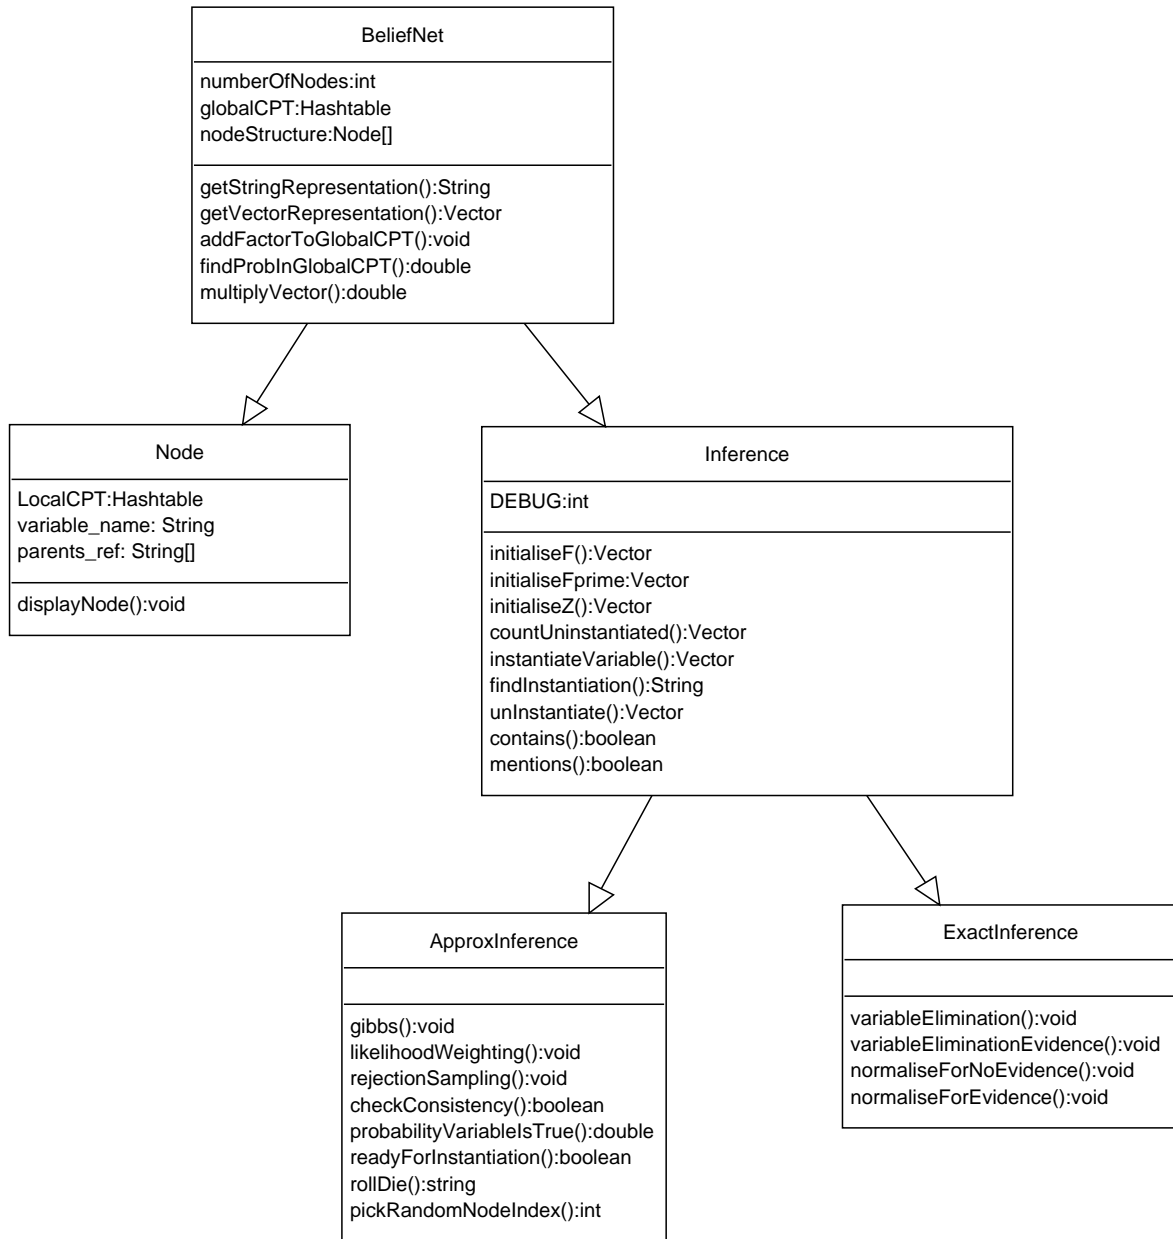 BeliefNet
numberOfNodes:int
globalCPT:Hashtable
nodeStructure:Node[]
getStringRepresentation():String
getVectorRepresentation():Vector
addFactorToGlobalCPT():void
findProbInGlobalCPT():double
multiplyVector():double
Node
LocalCPT:Hashtable
variable_name: String
parents_ref: String[]
displayNode():void
Inference
DEBUG:int
initialiseF():Vector
initialiseFprime:Vector
initialiseZ():Vector
countUninstantiated():Vector
instantiateVariable():Vector
findInstantiation():String
unInstantiate():Vector
contains():boolean
mentions():boolean
ApproxInference
gibbs():void
likelihoodWeighting():void
rejectionSampling():void
checkConsistency():boolean
probabilityVariableIsTrue():double
readyForInstantiation():boolean
rollDie():string
pickRandomNodeIndex():int
ExactInference
variableElimination():void
variableEliminationEvidence():void
normaliseForNoEvidence():void
normaliseForEvidence():void